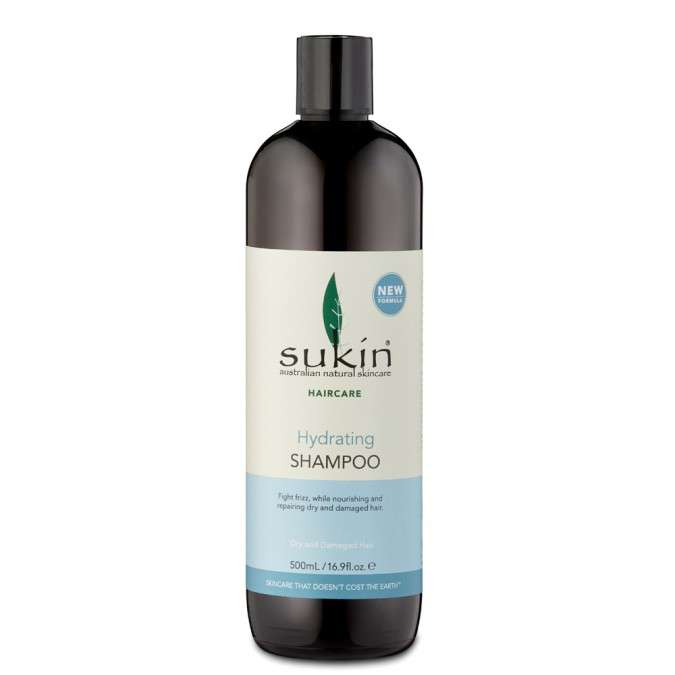 NEW
FORMULA
sukin®
australian natural skincare
HAIRCARE
Hydrating
SHAMPOO
Fight frizz, while nourishing and
repairing dry and damaged hair.
Dry and Damaged Hair
500mL / 16.9fl.oz. ℮
SKINCARE THAT DOESN'T COST THE EARTH™